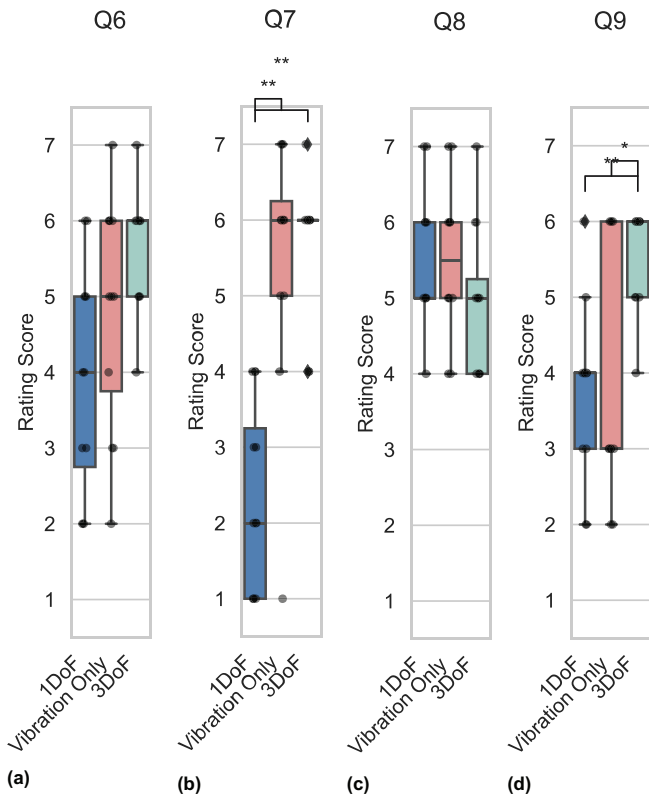 Q6
Q7
Q8
Q9
**
**
*
**
7
6
5
4
3
2
1
Rating Score
7
6
5
4
3
2
1
Rating Score
7
6
5
4
3
2
1
Rating Score
7
6
5
4
3
2
1
Rating Score
1DoF
Vibration Only
3DoF
1DoF
Vibration Only
3DoF
1DoF
Vibration Only
3DoF
1DoF
Vibration Only
3DoF
(a)
(b)
(c)
(d)